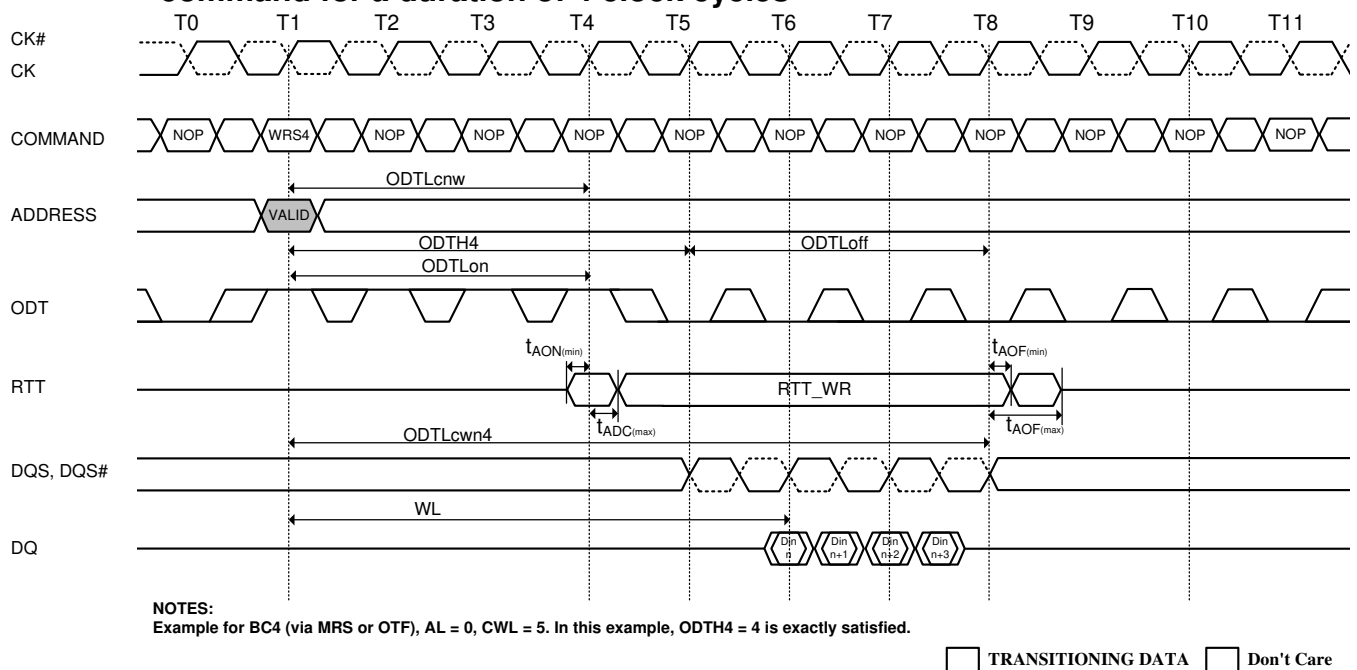 command for a duration of 4 clock cycles
T0 T1 T2 T3 T4 T5 T6 T7 T8 T9 T10 T11
CK#
CK
COMMAND NOP WRS4 NOP NOP NOP NOP NOP NOP NOP NOP NOP NOP
ODTLcnw
ADDRESS VALID
ODTH4 ODTLoff
ODTLon
ODT
tAON(min) tAOF(min)
RTT RTT_WR
tADC(max) tAOF(max)
ODTLcwn4
DQS, DQS#
WL
DQ Din n Din n+1 Din n+2 Din n+3
NOTES:
Example for BC4 (via MRS or OTF), AL = 0, CWL = 5. In this example, ODTH4 = 4 is exactly satisfied.
TRANSITIONING DATA Don't Care